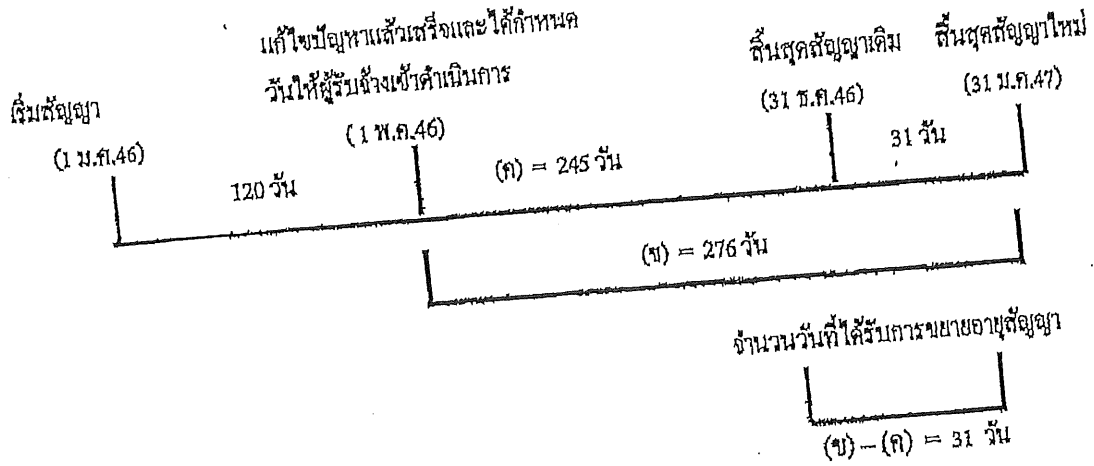 แก้ไขปัญหาแล้วเสร็จและได้กำหนด
วันให้ผู้รับจ้างเข้าดำเนินการ
(1 พ.ค.46)
เริ่มสัญญา
(1 ม.ค.46)
สิ้นสุดสัญญาเดิม
(31 ธ.ค.46)
สิ้นสุดสัญญาใหม่
(31 ม.ค.47)
120 วัน
(ค) = 245 วัน
31 วัน
(ข) = 276 วัน
จำนวนวันที่ได้รับการขยายอายุสัญญา
(ข) – (ค) = 31 วัน